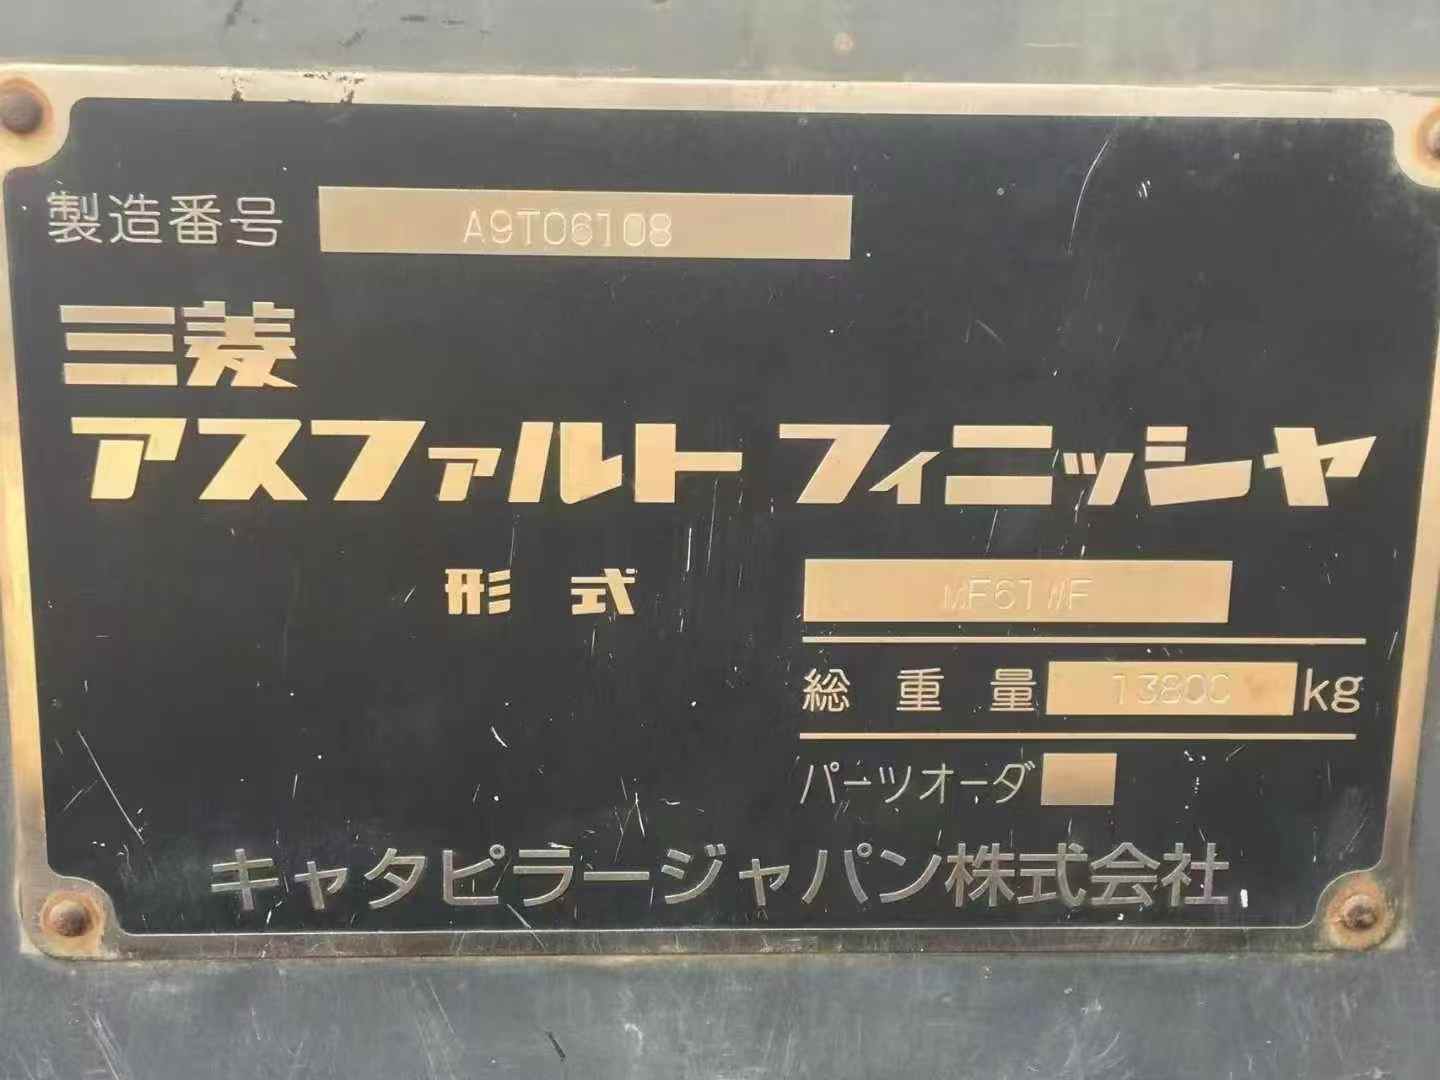 製造番号 A9T06108
三菱
アスファルト フィニッシャ
形式 MF61WF
総重量 13800 kg
パーツオーダ
キャタピラージャパン株式会社